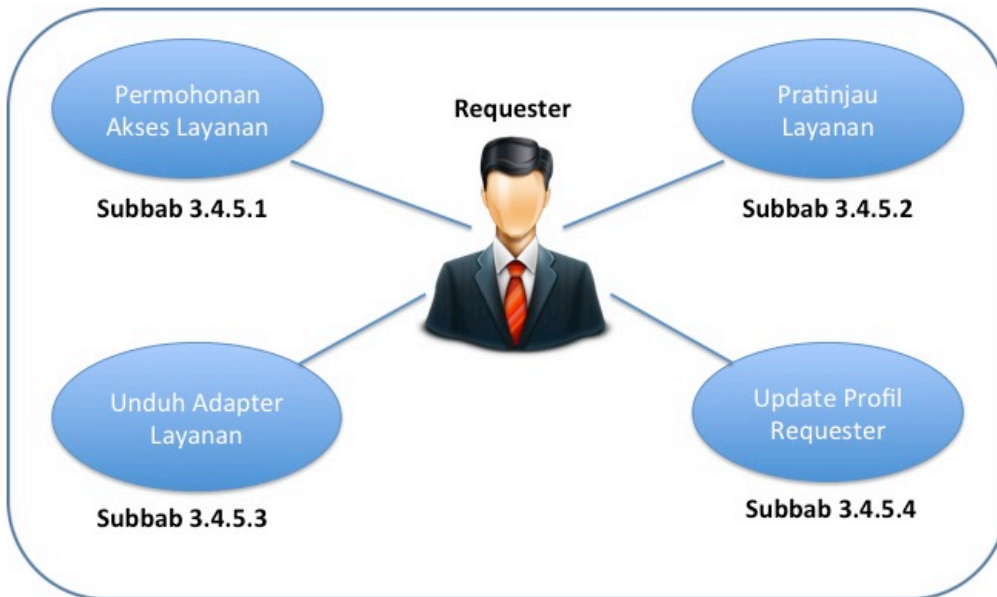 Permohonan
Akses Layanan
Subbab 3.4.5.1
Requester
Pratinjau
Layanan
Subbab 3.4.5.2
Unduh Adapter
Layanan
Subbab 3.4.5.3
Update Profil
Requester
Subbab 3.4.5.4